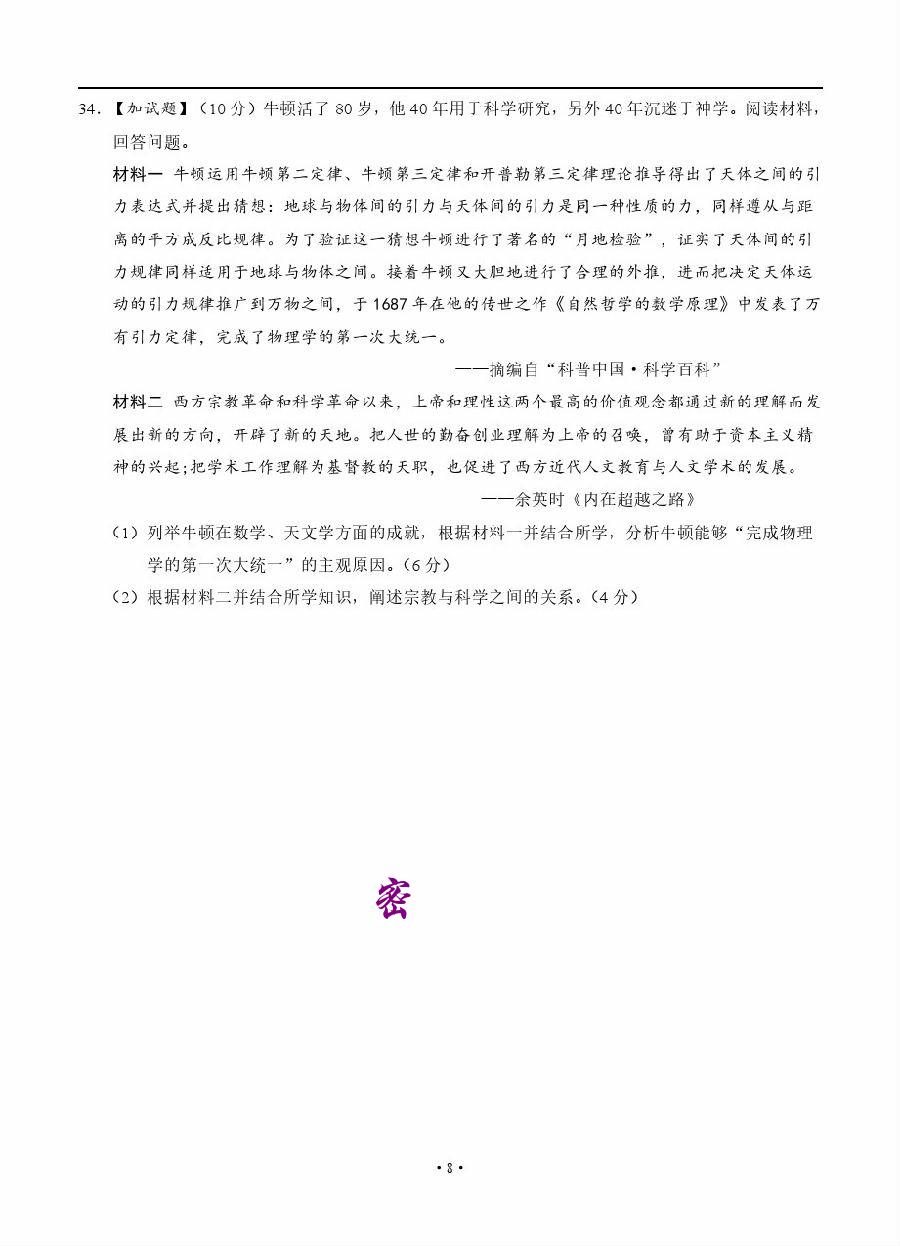 34．【加试题】（10 分）牛顿活了 80 岁，他 40 年用于科学研究，另外 40 年沉迷于神学。阅读材料，
回答问题。
材料一 牛顿运用牛顿第二定律、牛顿第三定律和开普勒第三定律理论推导得出了天体之间的引
力表达式并提出猜想：地球与物体间的引力与天体间的引力是同一种性质的力，同样遵从与距
离的平方成反比规律。为了验证这一猜想牛顿进行了著名的“月地检验”，证实了天体间的引
力规律同样适用于地球与物体之间。接着牛顿又大胆地进行了合理的外推，进而把决定天体运
动的引力规律推广到万物之间，于 1687 年在他的传世之作《自然哲学的数学原理》中发表了万
有引力定律，完成了物理学的第一次大统一。
——摘编自“科普中国·科学百科”
材料二 西方宗教革命和科学革命以来，上帝和理性这两个最高的价值观念都通过新的理解而发
展出新的方向，开辟了新的天地。把人世的勤奋创业理解为上帝的召唤，曾有助于资本主义精
神的兴起;把学术工作理解为基督教的天职，也促进了西方近代人文教育与人文学术的发展。
——余英时《内在超越之路》
（1）列举牛顿在数学、天文学方面的成就，根据材料一并结合所学，分析牛顿能够“完成物理
学的第一次大统一”的主观原因。（6 分）
（2）根据材料二并结合所学知识，阐述宗教与科学之间的关系。（4 分）
密
·8·